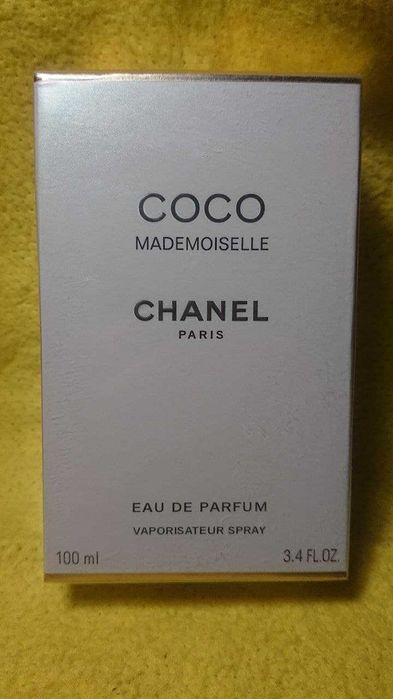 COCO
MADEMOISELLE
CHANEL
PARIS
EAU DE PARFUM
VAPORISATEUR SPRAY
100 ml 3.4 FL.OZ.